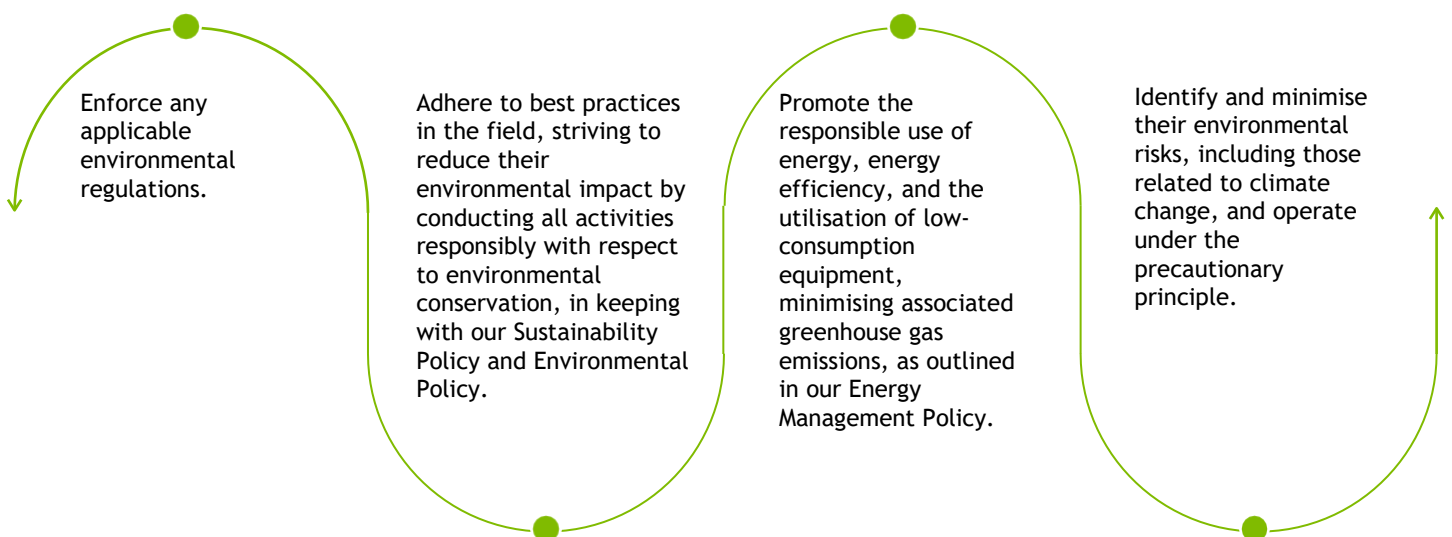 Enforce any
applicable
environmental
regulations.
Adhere to best practices
in the field, striving to
reduce their
environmental impact by
conducting all activities
responsibly with respect
to environmental
conservation, in keeping
with our Sustainability
Policy and Environmental
Policy.
Promote the
responsible use of
energy, energy
efficiency, and the
utilisation of low-
consumption
equipment,
minimising associated
greenhouse gas
emissions, as outlined
in our Energy
Management Policy.
Identify and minimise
their environmental
risks, including those
related to climate
change, and operate
under the
precautionary
principle.